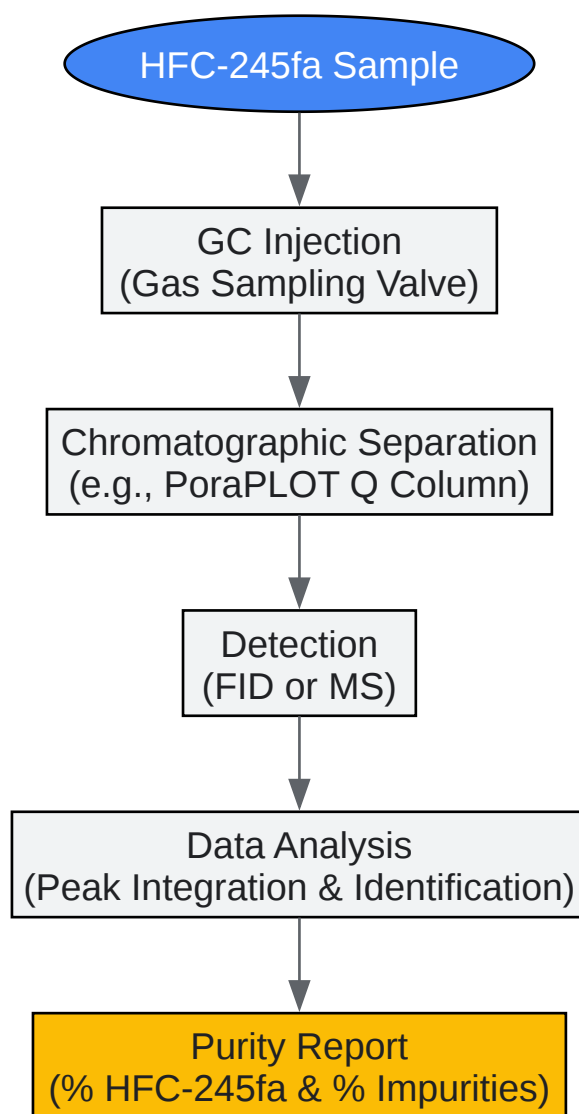 HFC-245fa Sample
GC Injection
(Gas Sampling Valve)
Chromatographic Separation
(e.g., PoraPLOT Q Column)
Detection
(FID or MS)
Data Analysis
(Peak Integration & Identification)
Purity Report
(% HFC-245fa & % Impurities)